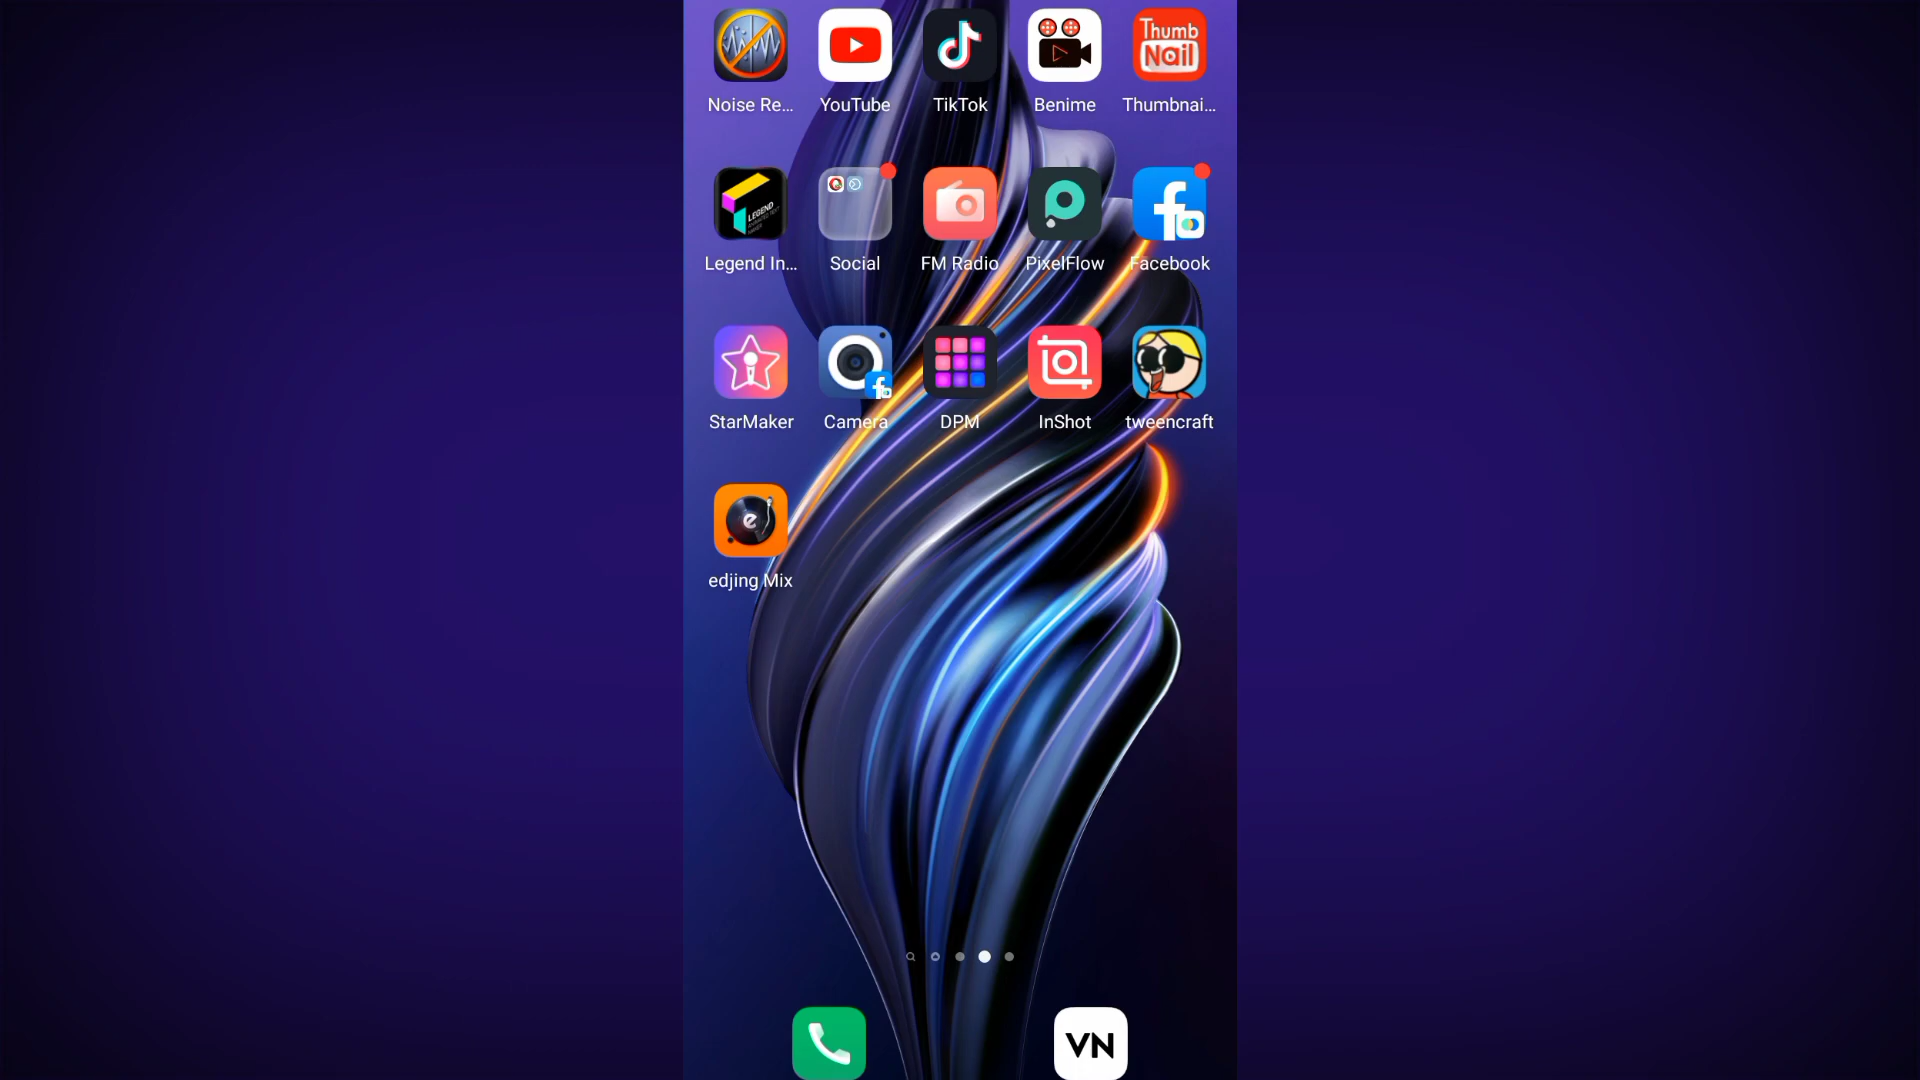 Thumb
Nail
Noise Re...
YouTube
TikTok
Benime
Thumbnai...
LEGEND
Legend In...
Social
FM Radio
PixelFlow
Facebook
StarMaker
Camera
DPM
InShot
tweencraft
e
edjing Mix
VN